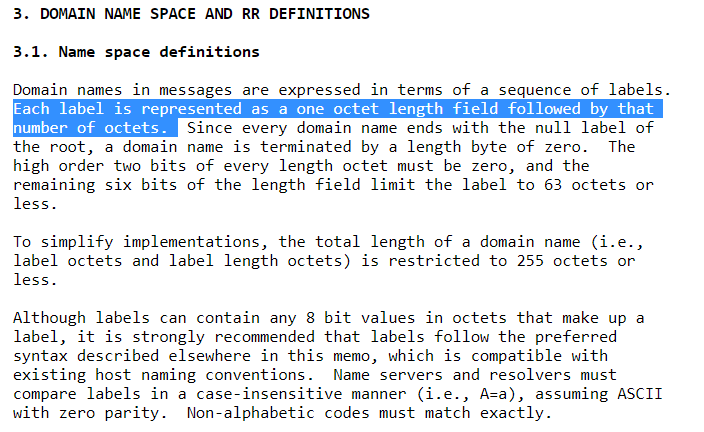 3. DOMAIN NAME SPACE AND RR DEFINITIONS
3.1. Name space definitions
Domain names in messages are expressed in terms of a sequence of labels.
Each label is represented as a one octet length field followed by that
number of octets.  Since every domain name ends with the null label of
the root, a domain name is terminated by a length byte of zero.  The
high order two bits of every length octet must be zero, and the
remaining six bits of the length field limit the label to 63 octets or
less.
To simplify implementations, the total length of a domain name (i.e.,
label octets and label length octets) is restricted to 255 octets or
less.
Although labels can contain any 8 bit values in octets that make up a
label, it is strongly recommended that labels follow the preferred
syntax described elsewhere in this memo, which is compatible with
existing host naming conventions.  Name servers and resolvers must
compare labels in a case-insensitive manner (i.e., A=a), assuming ASCII
with zero parity.  Non-alphabetic codes must match exactly.